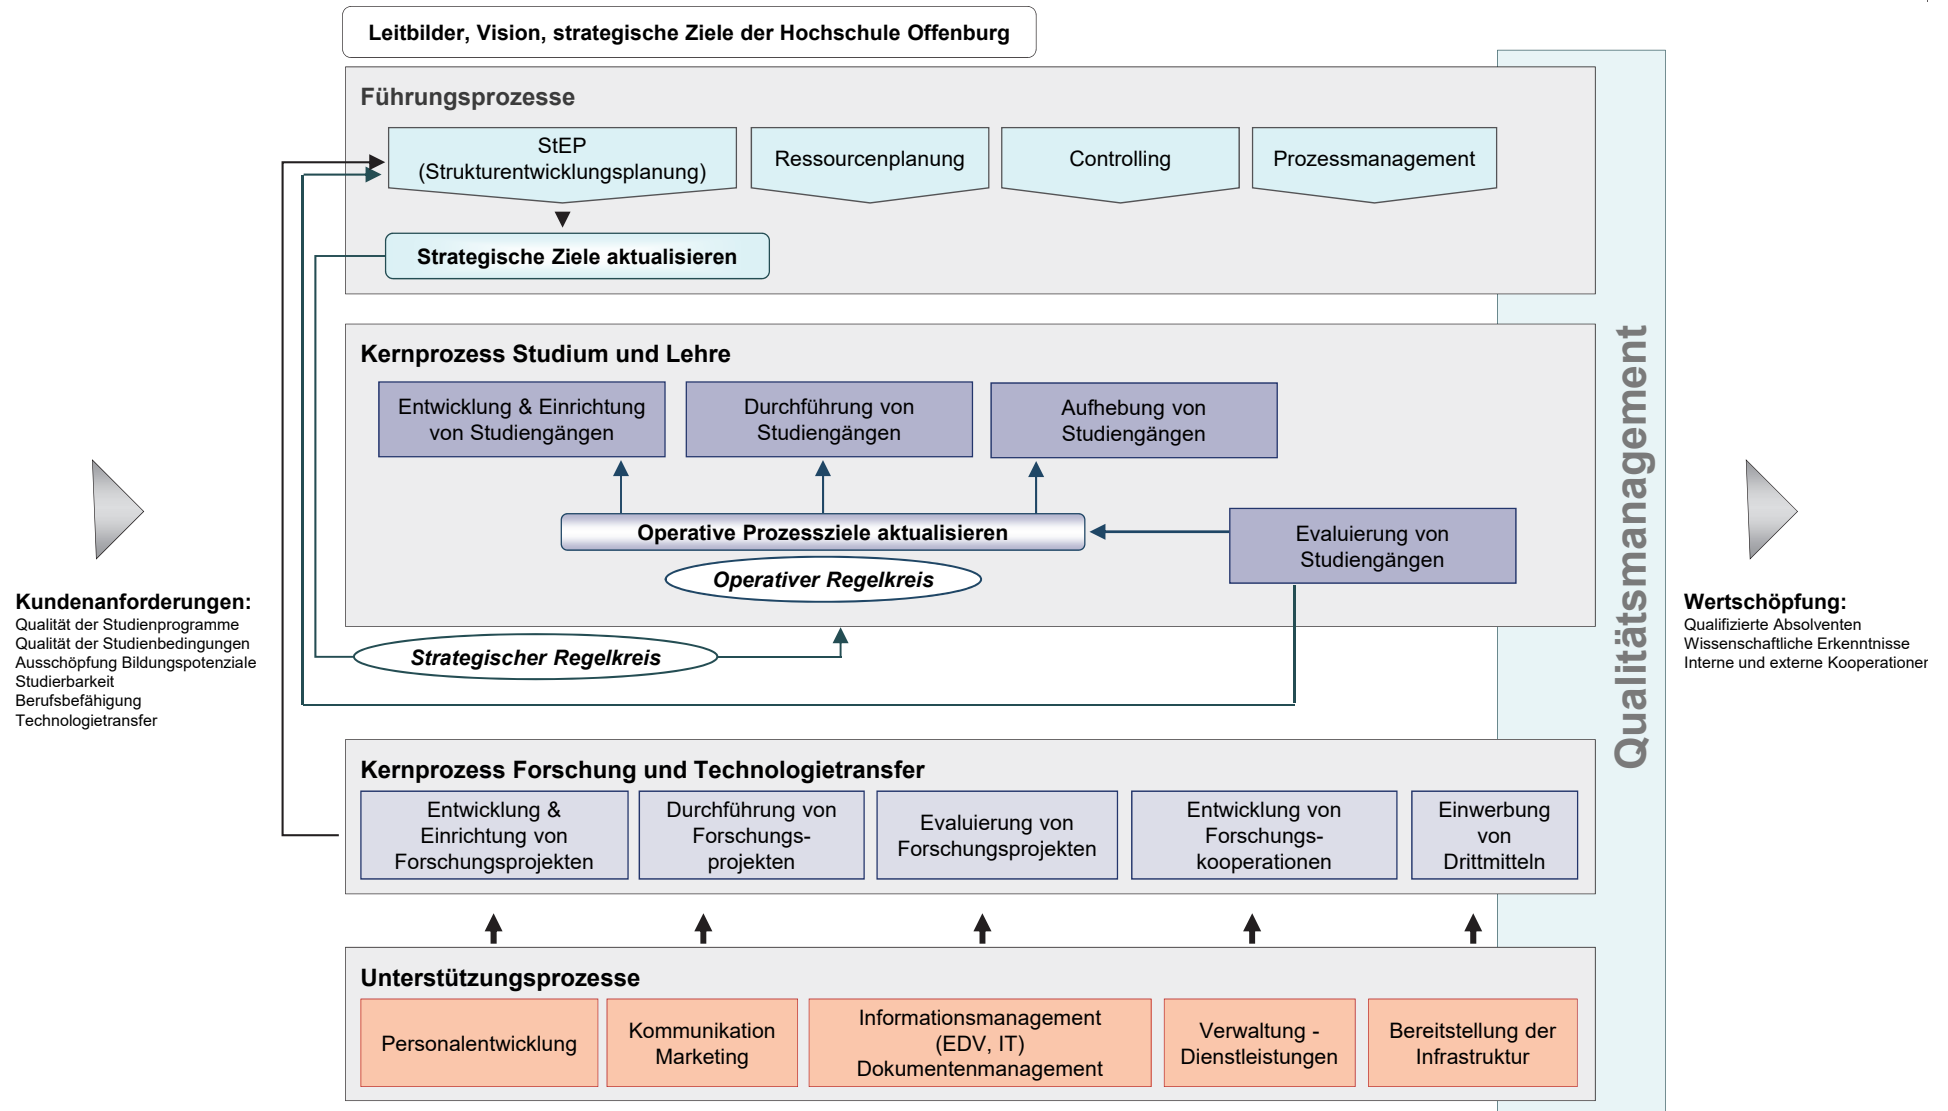 Leitbilder, Vision, strategische Ziele der Hochschule Offenburg
Führungsprozesse
StEP
(Strukturentwicklungsplanung)
Ressourcenplanung
Controlling
Prozessmanagement
Strategische Ziele aktualisieren
Kernprozess Studium und Lehre
Entwicklung & Einrichtung
von Studiengängen
Durchführung von
Studiengängen
Aufhebung von
Studiengängen
Operative Prozessziele aktualisieren
Evaluierung von
Studiengängen
Operativer Regelkreis
Strategischer Regelkreis
Kundenanforderungen:
Qualität der Studienprogramme
Qualität der Studienbedingungen
Ausschöpfung Bildungspotenziale
Studierbarkeit
Berufsbefähigung
Technologietransfer
Qualitätsmanagement
Wertschöpfung:
Qualifizierte Absolventen
Wissenschaftliche Erkenntnisse
Interne und externe Kooperationen
Kernprozess Forschung und Technologietransfer
Entwicklung &
Einrichtung von
Forschungsprojekten
Durchführung von
Forschungs-
projekten
Evaluierung von
Forschungsprojekten
Entwicklung von
Forschungs-
kooperationen
Einwerbung
von
Drittmitteln
Unterstützungsprozesse
Personalentwicklung
Kommunikation
Marketing
Informationsmanagement
(EDV, IT)
Dokumentenmanagement
Verwaltung -
Dienstleistungen
Bereitstellung der
Infrastruktur